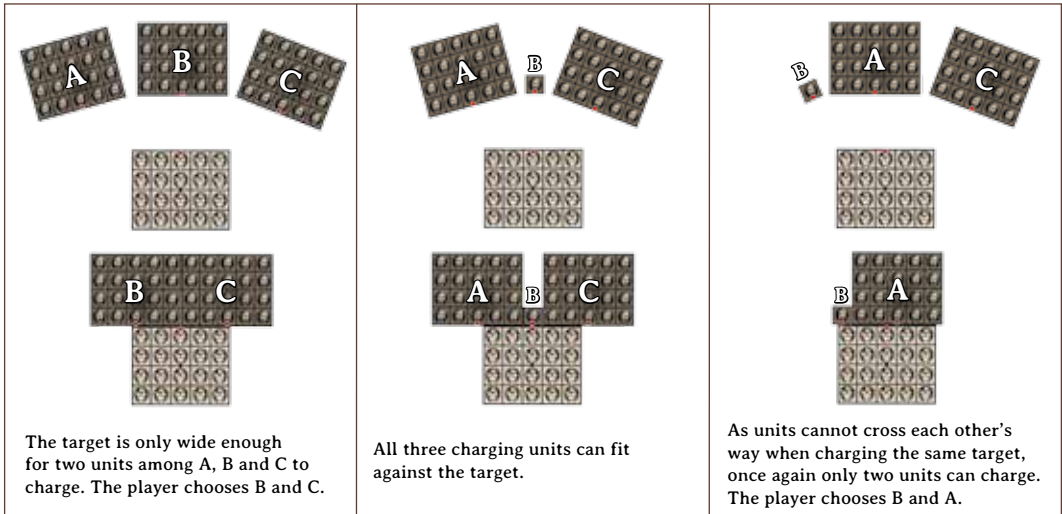 A
B
C
B
C
The target is only wide enough
for two units among A, B and C to
charge. The player chooses B and C.
A
B
C
A
B
C
All three charging units can fit
against the target.
B
A
C
B
A
As units cannot cross each other's
way when charging the same target,
once again only two units can charge.
The player chooses B and A.